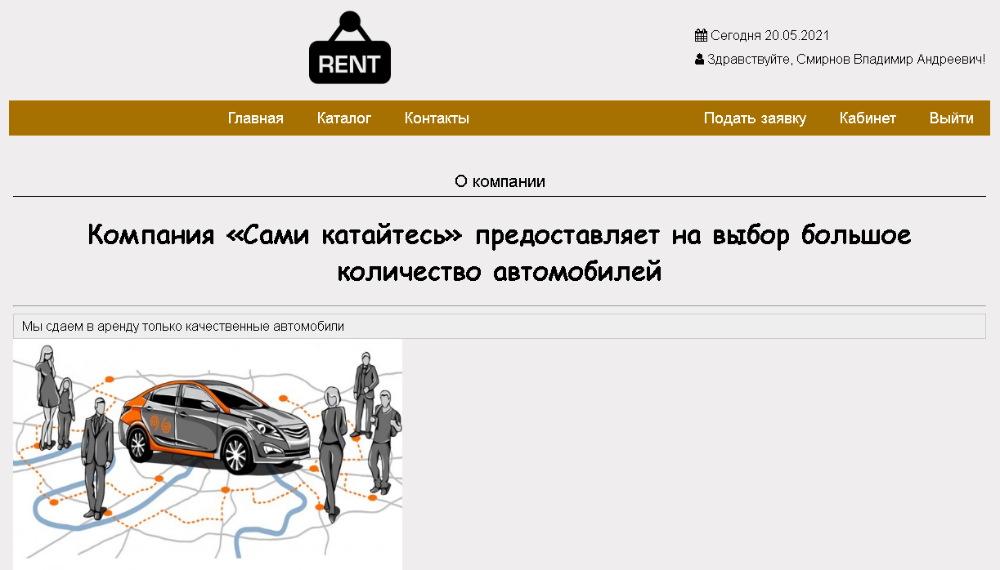 RENT
Сегодня 20.05.2021
Здравствуйте, Смирнов Владимир Андреевич!
Главная Каталог Контакты Подать заявку Кабинет Выйти
О компании
Компания «Сами катайтесь» предоставляет на выбор большое
количество автомобилей
Мы сдаем в аренду только качественные автомобили